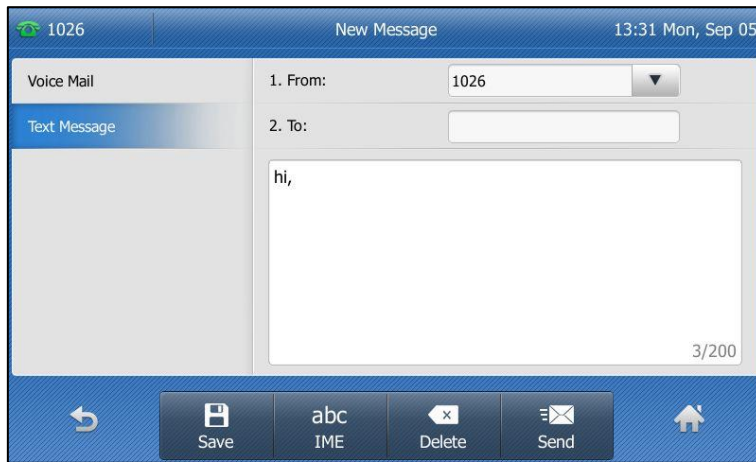 1026 New Message 13:31 Mon, Sep 05
Voice Mail 1. From: 1026
Text Message 2. To:
hi,
3/200
abc
Save IME Delete Send